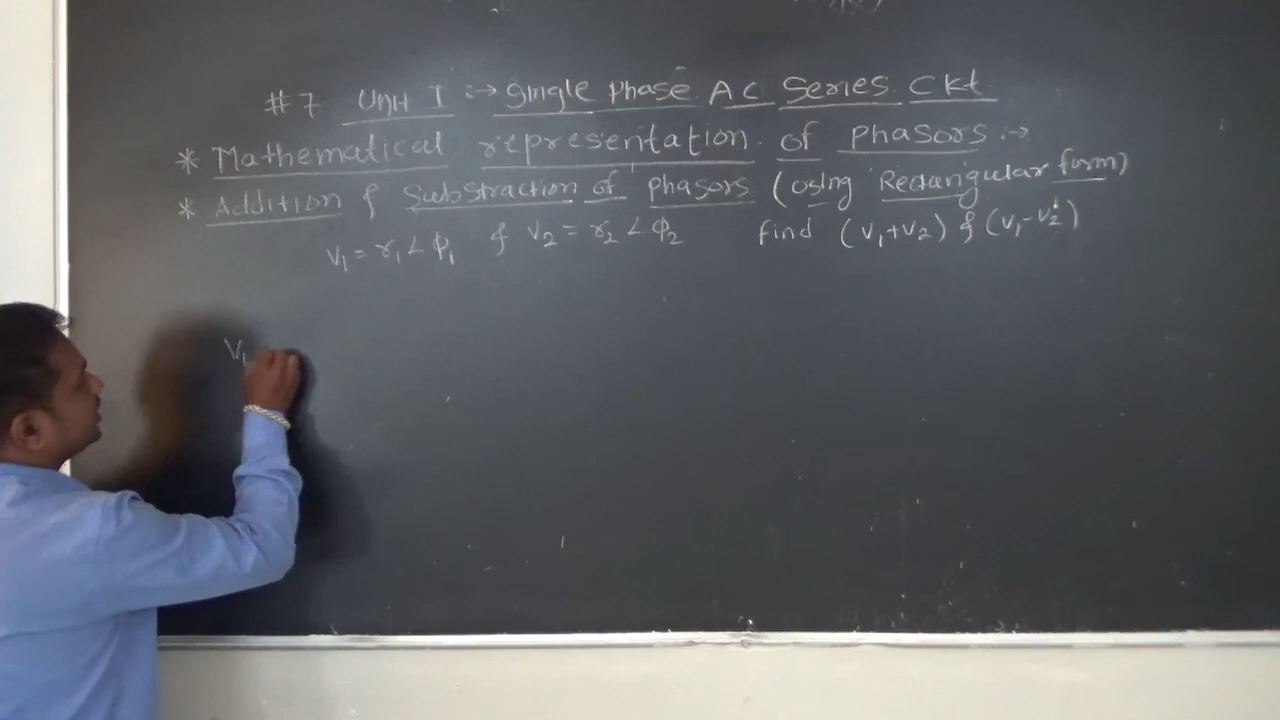 #7 Unit I :→ Single Phase AC Series Ckt
* Mathematical representation of Phasors :→
* Addition & Substraction of Phasors (using Rectangular form)
V₁ = r₁∠ϕ₁ & V₂ = r₂∠ϕ₂ find (V₁+V₂) & (V₁-V₂)
V₁